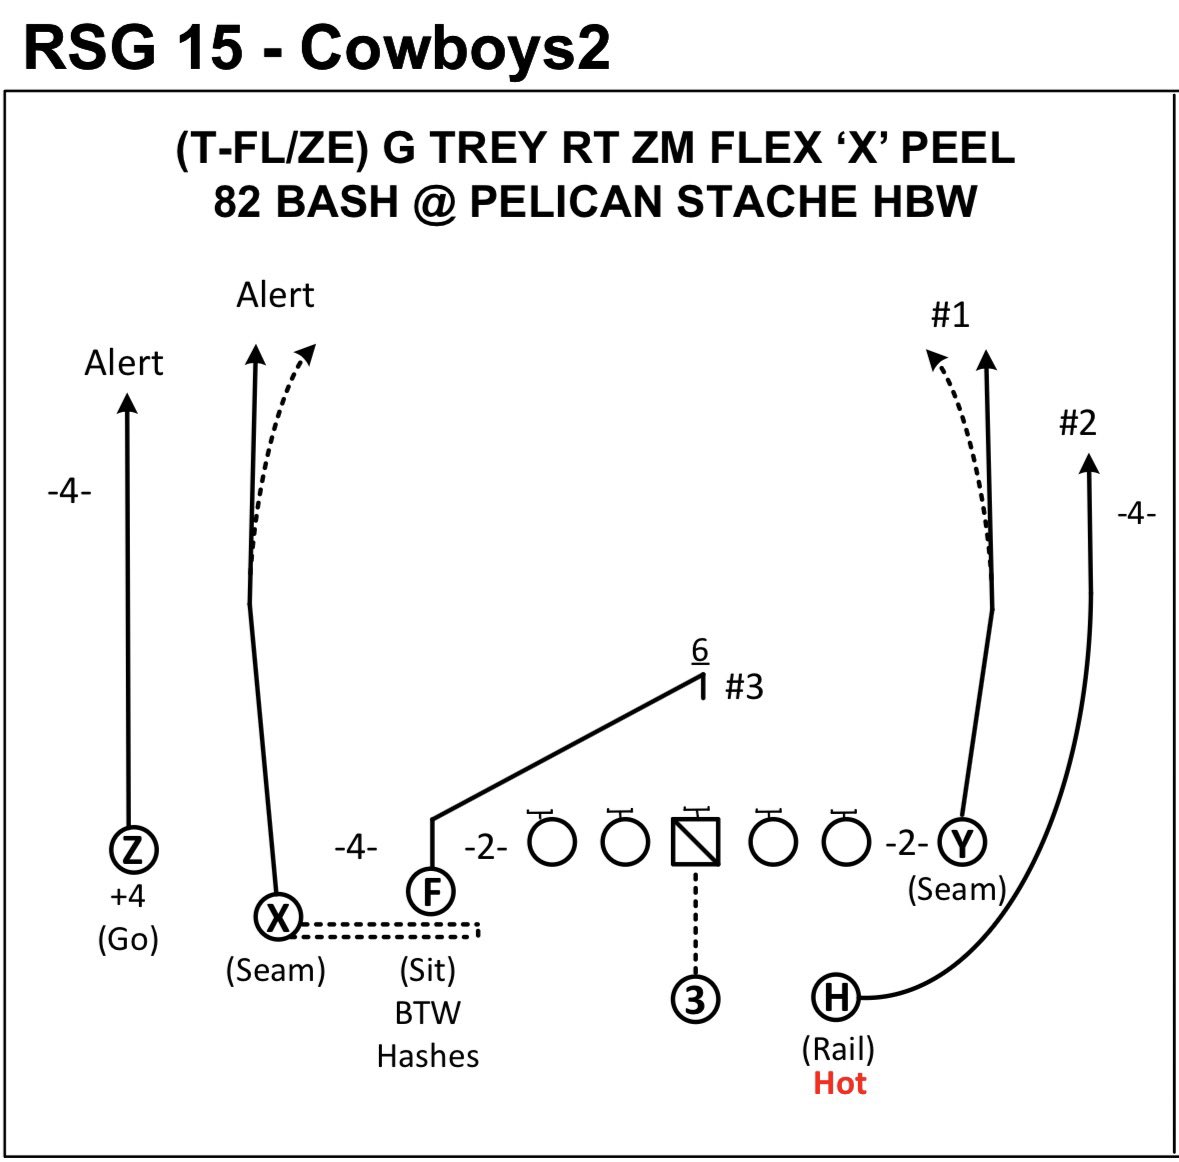 RSG 15 - Cowboys2
(T-FL/ZE) G TREY RT ZM FLEX ‘X’ PEEL
82 BASH @ PELICAN STACHE HBW
Alert
#1
Alert
#2
-4-
-4-
6
#3
Z
-4-
-2-
-2-
Y
+4
F
(Seam)
(Go)
X
(Seam)
(Sit)
BTW
Hashes
3
H
(Rail)
Hot